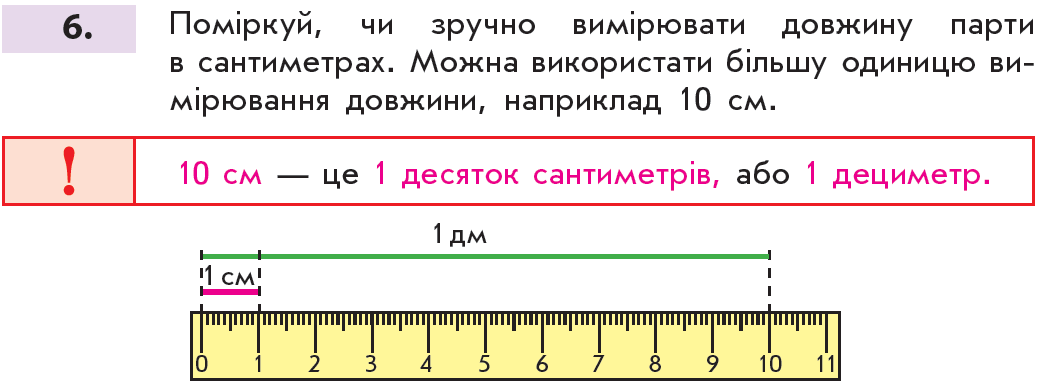 6. Поміркуй, чи зручно вимірювати довжину парти
в сантиметрах. Можна використати більшу одиницю ви-
мірювання довжини, наприклад 10 см.
! 10 см — це 1 десяток сантиметрів, або 1 дециметр.
1 дм
1 см
0 1 2 3 4 5 6 7 8 9 10 11